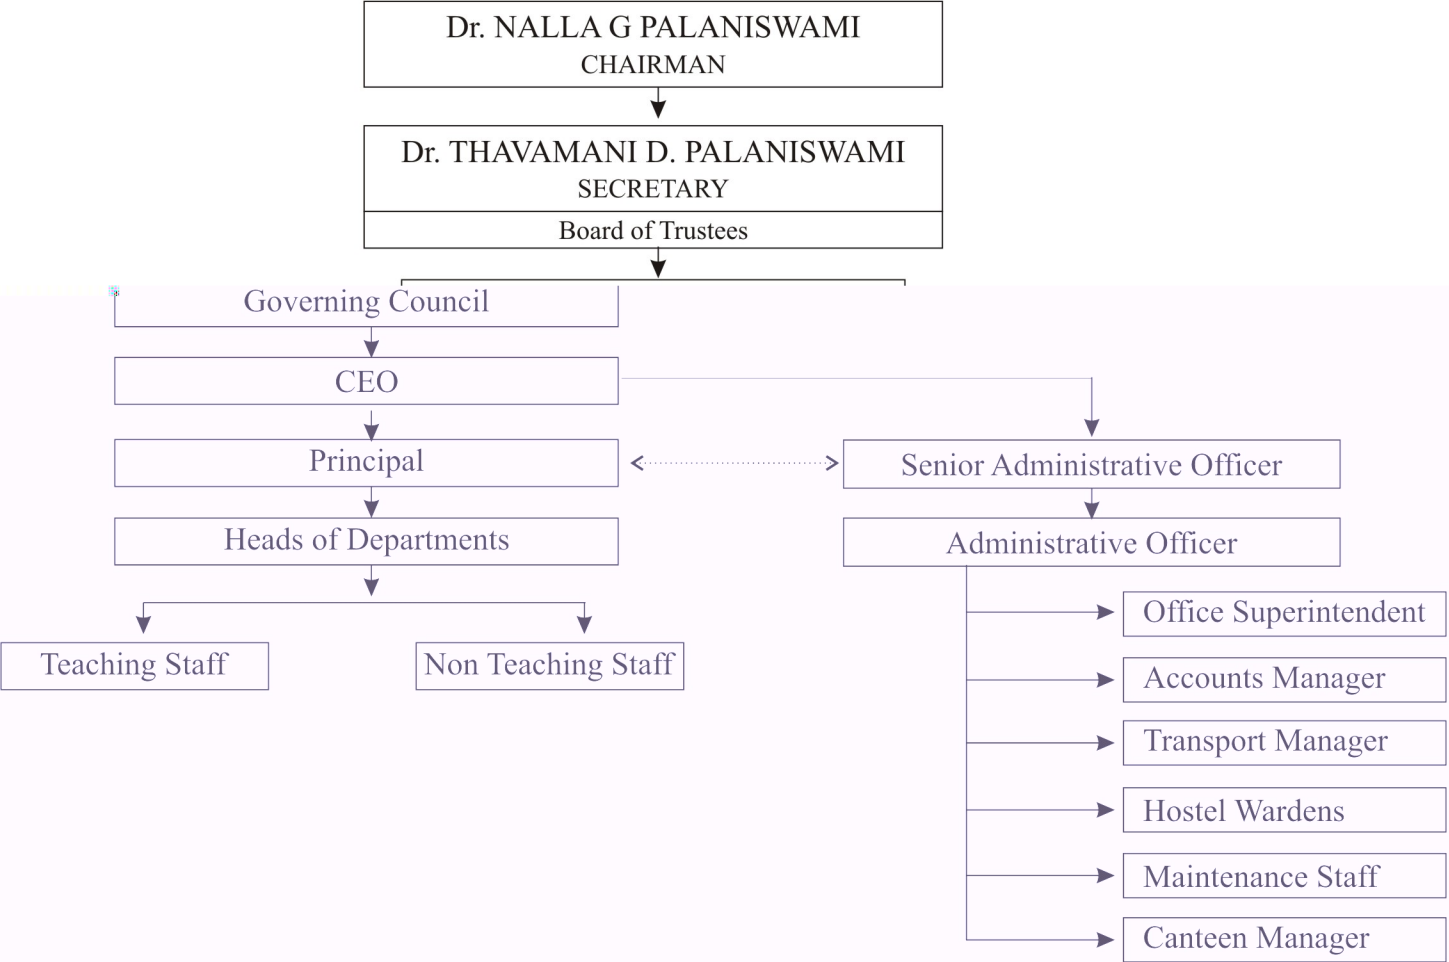 Dr. NALLA G PALANISWAMI
CHAIRMAN
Dr. THAVAMANI D. PALANISWAMI
SECRETARY
Board of Trustees
Governing Council
CEO
Principal
Senior Administrative Officer
Heads of Departments
Administrative Officer
Office Superintendent
Teaching Staff
Non Teaching Staff
Accounts Manager
Transport Manager
Hostel Wardens
Maintenance Staff
Canteen Manager